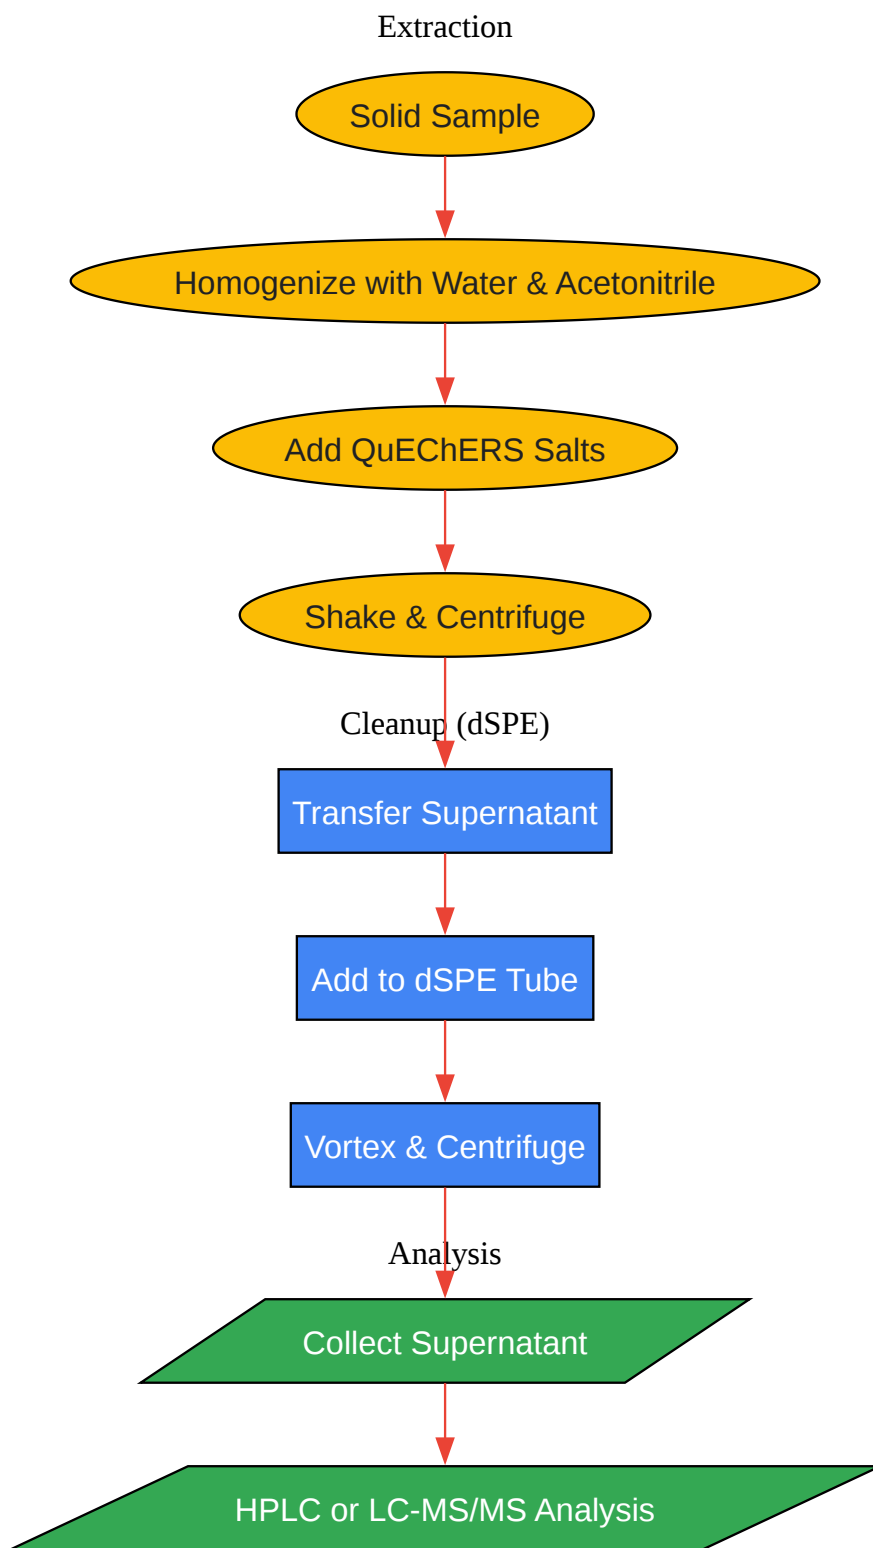 Extraction
Solid Sample
Homogenize with Water & Acetonitrile
Add QuEChERS Salts
Shake & Centrifuge
Cleanup (dSPE)
Transfer Supernatant
Add to dSPE Tube
Vortex & Centrifuge
Analysis
Collect Supernatant
HPLC or LC-MS/MS Analysis